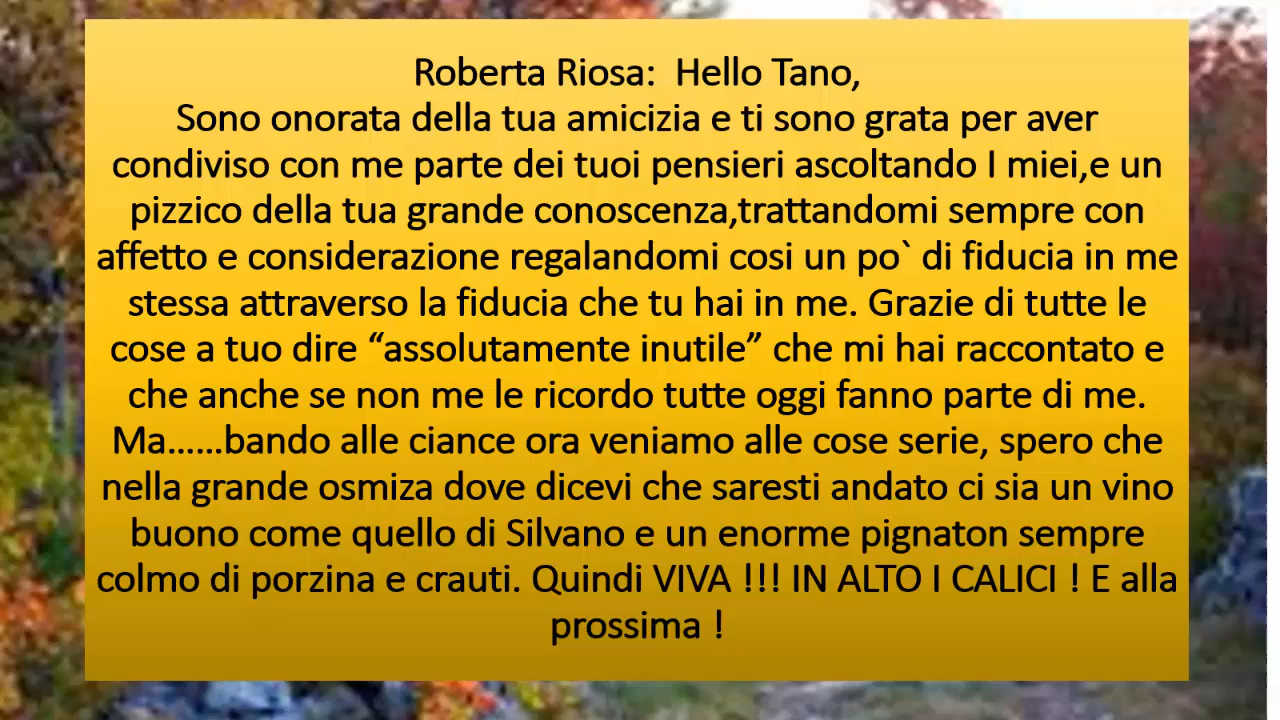 Roberta Riosa:  Hello Tano,
Sono onorata della tua amicizia e ti sono grata per aver
condiviso con me parte dei tuoi pensieri ascoltando I miei,e un
pizzico della tua grande conoscenza,trattandomi sempre con
affetto e considerazione regalandomi cosi un po` di fiducia in me
stessa attraverso la fiducia che tu hai in me. Grazie di tutte le
cose a tuo dire “assolutamente inutile” che mi hai raccontato e
che anche se non me le ricordo tutte oggi fanno parte di me.
Ma……bando alle ciance ora veniamo alle cose serie, spero che
nella grande osmiza dove dicevi che saresti andato ci sia un vino
buono come quello di Silvano e un enorme pignaton sempre
colmo di porzina e crauti. Quindi VIVA !!! IN ALTO I CALICI ! E alla
prossima !